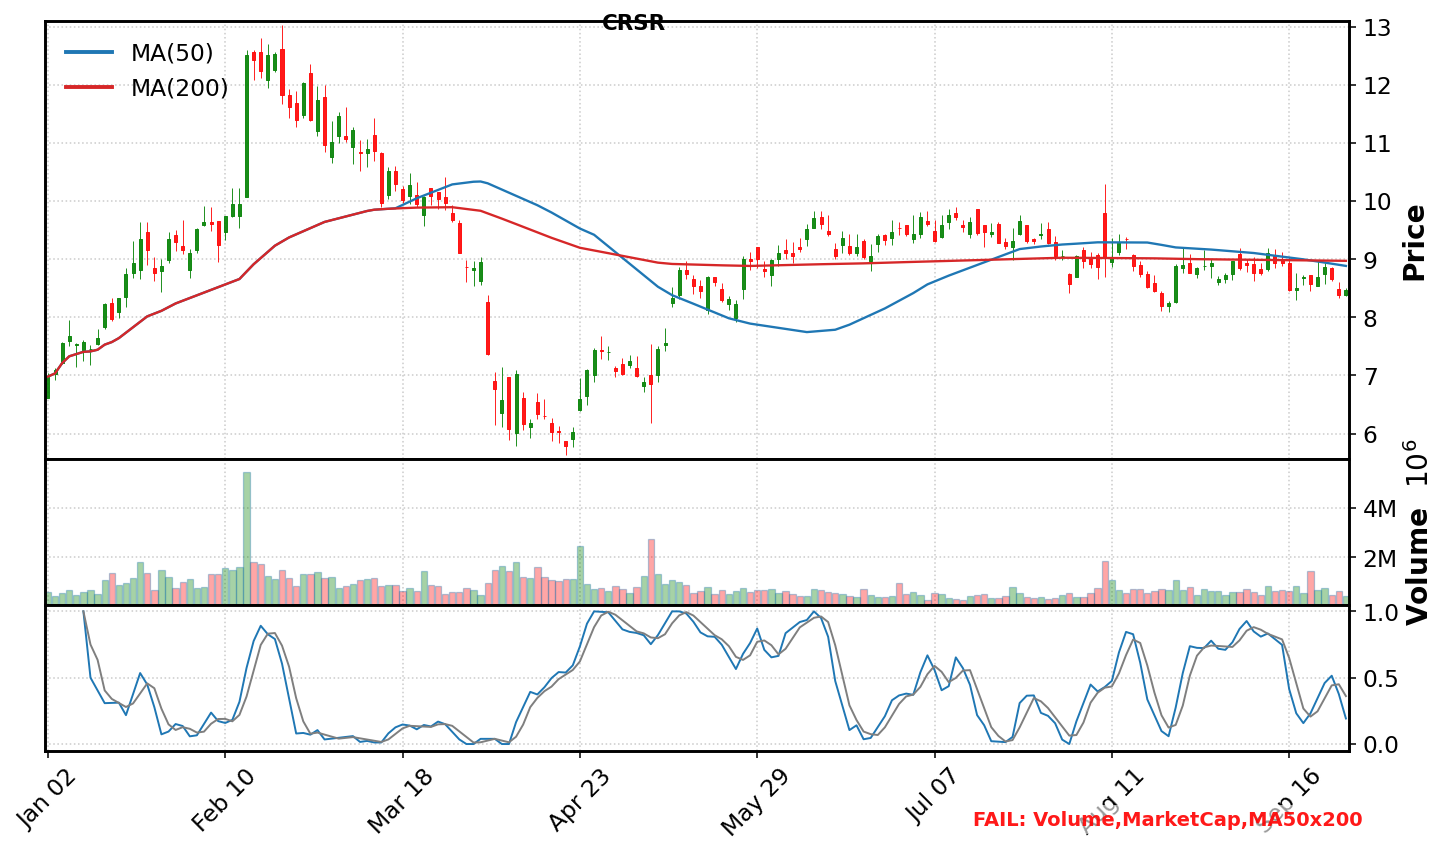 CRSR
MA(50)
MA(200)
13
12
11
10
9
8
7
6
Price
10^6
4M
2M
Volume
1.0
0.5
0.0
Jan 02
Feb 10
Mar 18
Apr 23
May 29
Jul 07
Aug 11
Sep 16
FAIL: Volume,MarketCap,MA50x200